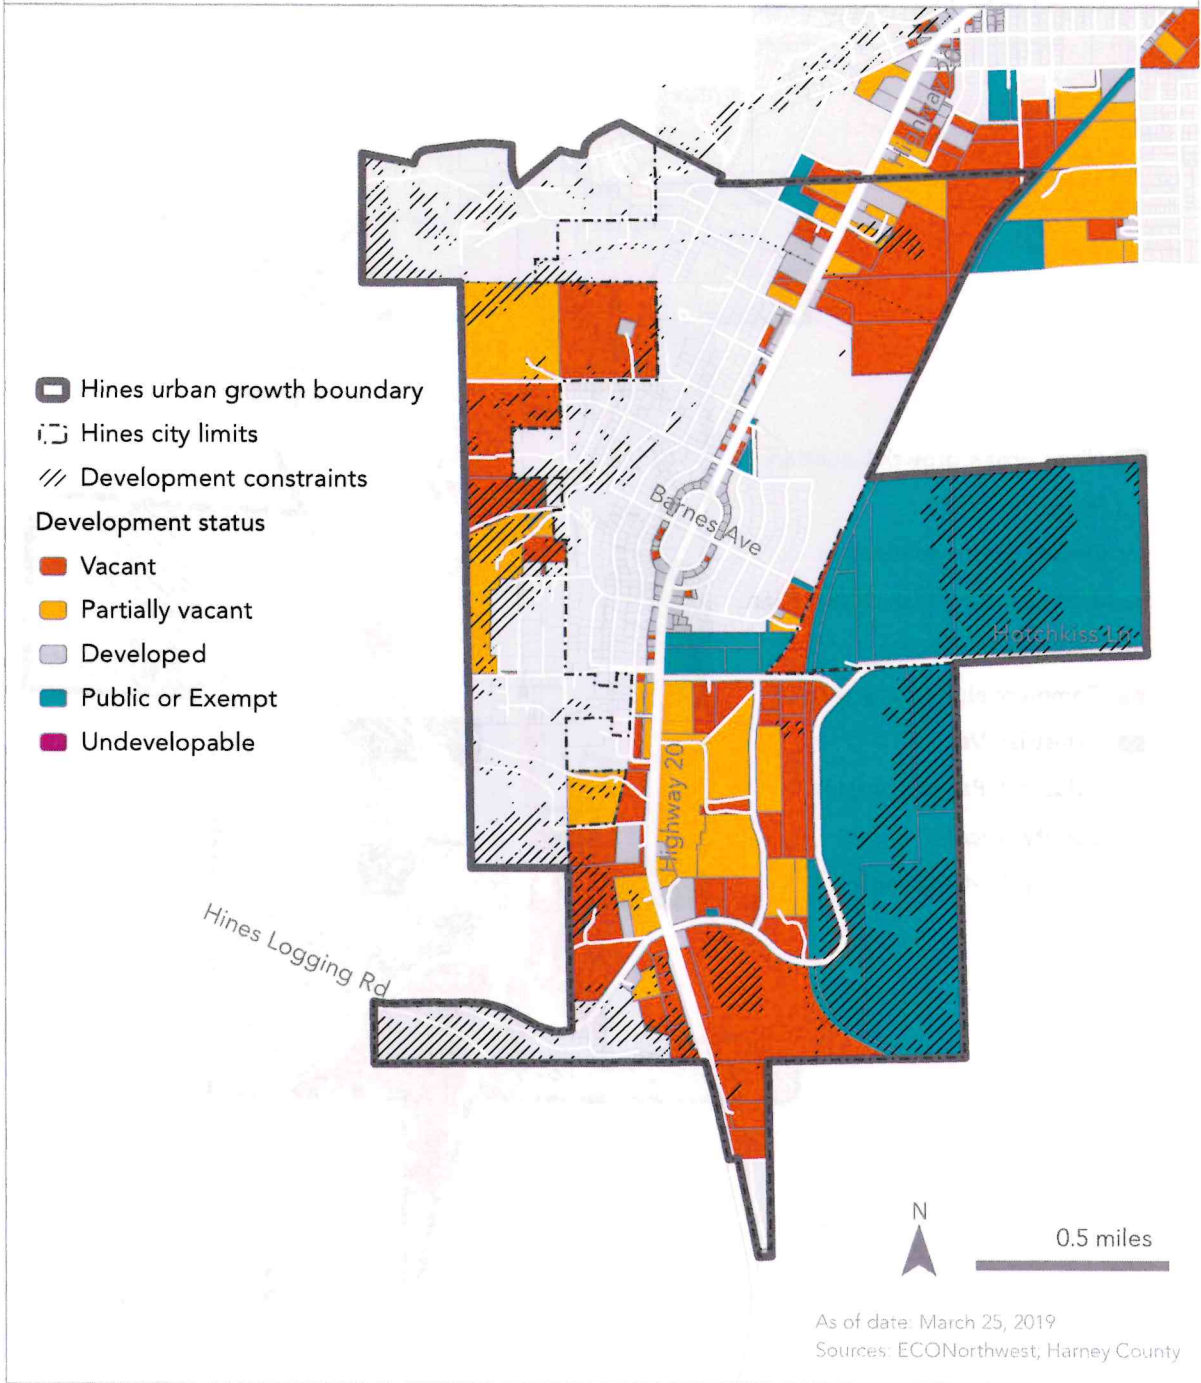 Highway 20
Hines urban growth boundary
Hines city limits
Development constraints
Development status
Vacant
Partially vacant
Developed
Public or Exempt
Undevelopable
Barnes Ave
Hotchkiss Ln
Highway 20
Hines Logging Rd
N
0.5 miles
As of date: March 25, 2019
Sources: ECONorthwest; Harney County